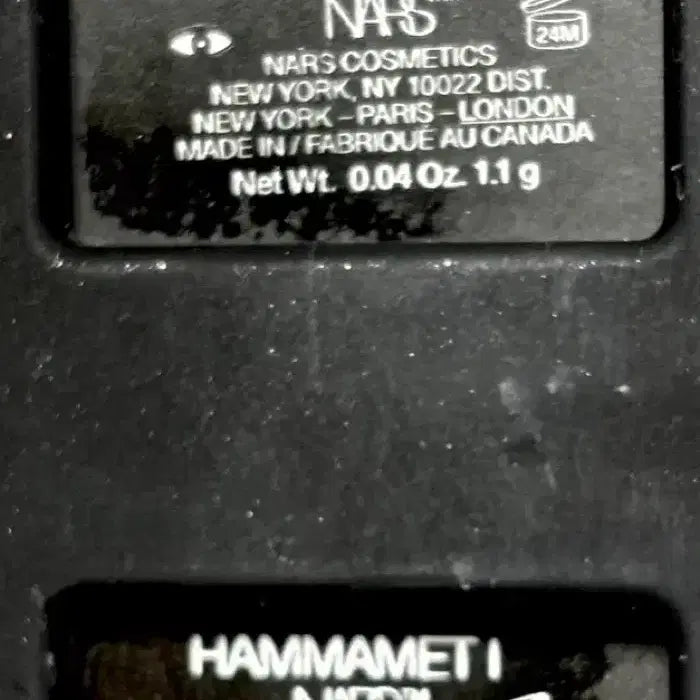 NARS
24M
NARS COSMETICS
NEW YORK, NY 10022 DIST.
NEW YORK – PARIS – LONDON
MADE IN / FABRIQUÉ AU CANADA
Net Wt. 0.04 Oz. 1.1 g
HAMMAMET I